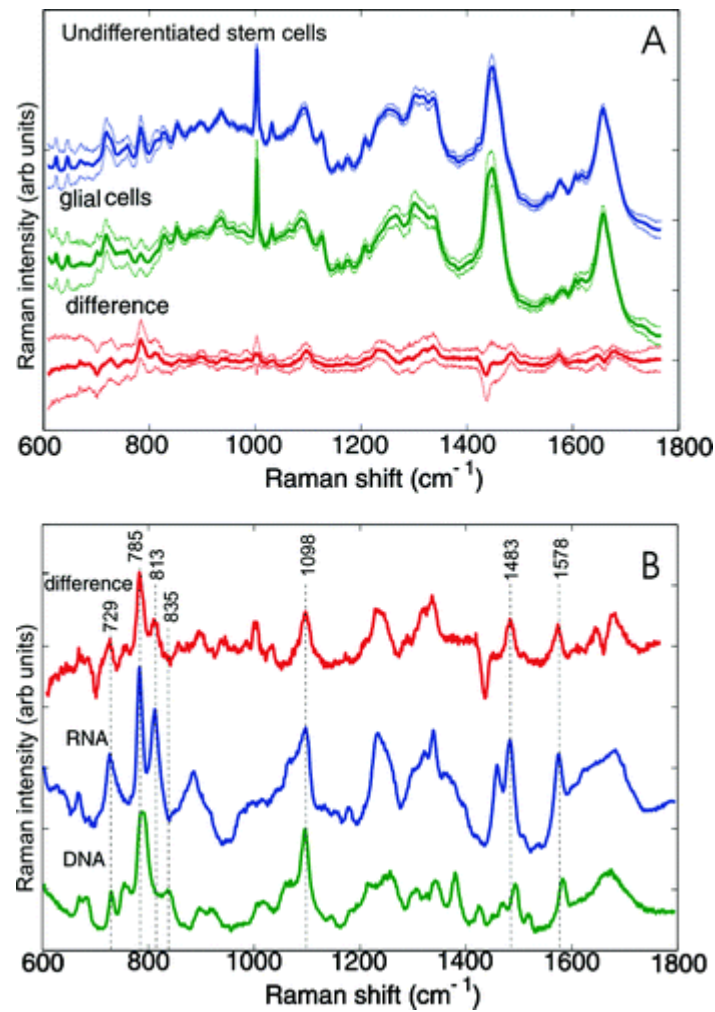 Undifferentiated stem cells
A
glial cells
difference
Raman intensity (arb units)
600 800 1000 1200 1400 1600 1800
Raman shift (cm⁻¹)
B
729
785
813
835
1098
1483
1578
difference
RNA
DNA
Raman intensity (arb units)
600 800 1000 1200 1400 1600 1800
Raman shift (cm⁻¹)